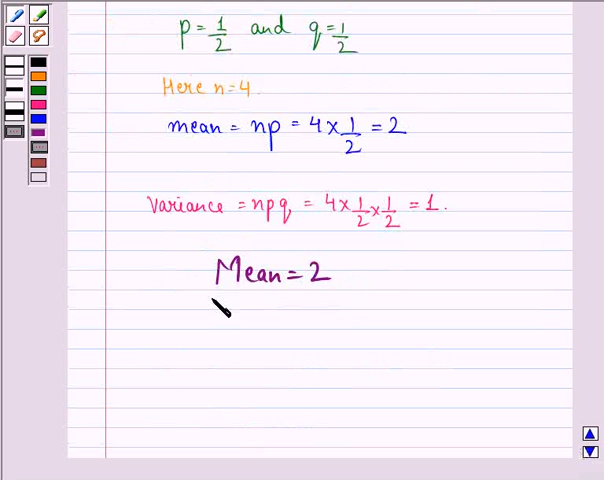 p = 1/2 and q = 1/2
Here n=4.
mean = np = 4 × 1/2 = 2
Variance = npq = 4 × 1/2 × 1/2 = 1.
Mean = 2